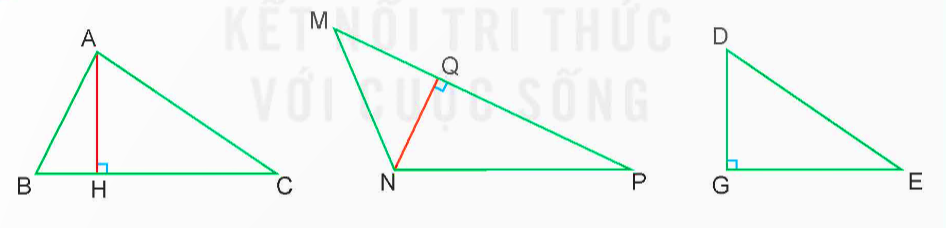 KẾT NỐI TRI THỨC
VỚI CUỘC SỐNG
A
B
H
C
M
Q
N
P
D
G
E